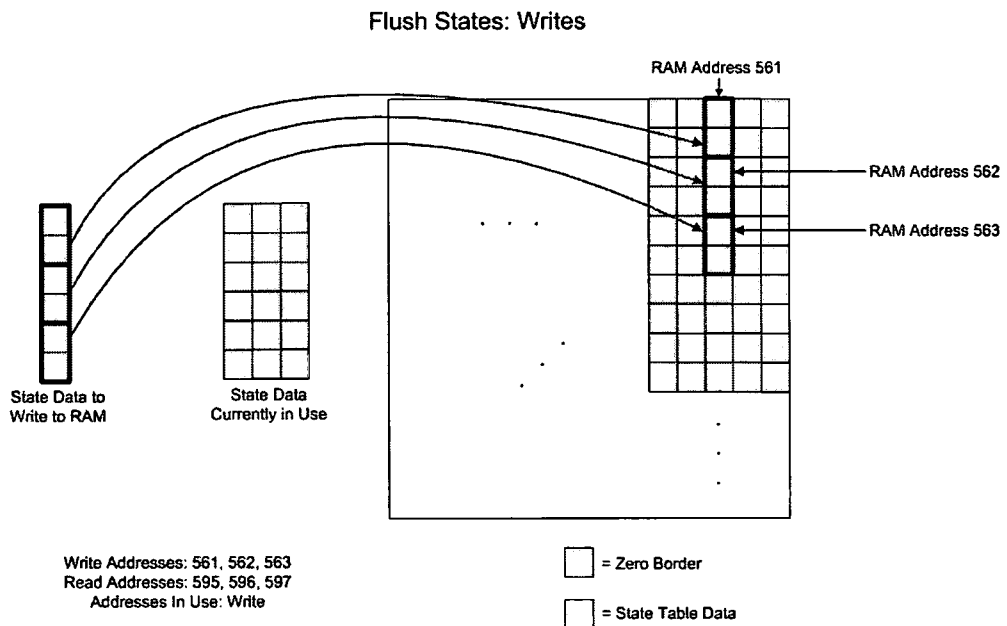 Flush States: Writes
RAM Address 561
RAM Address 562
RAM Address 563
State Data to
Write to RAM
State Data
Currently in Use
Write Addresses: 561, 562, 563
Read Addresses: 595, 596, 597
Addresses In Use: Write
= Zero Border
= State Table Data